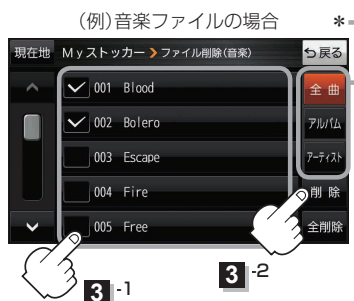 (例)音楽ファイルの場合
*
現在地 Myストッカー ❯ ファイル削除(音楽) 戻る
001 Blood
全 曲
002 Bolero
アルバム
003 Escape
アーティスト
004 Fire
削 除
005 Free
全削除
3 -1
3 -2